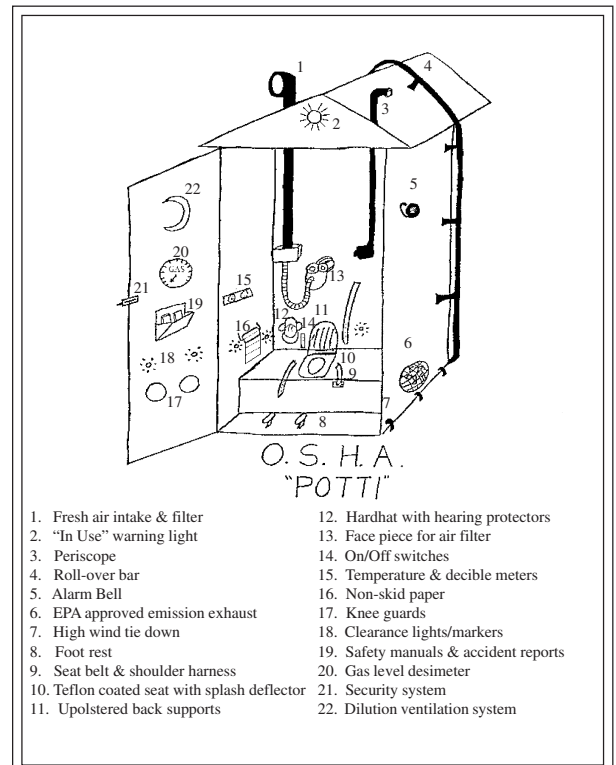 1
2
3
4
5
6
7
8
9
10
11
12
13
14
15
16
17
18
19
20
GAS
21
22
O. S. H. A.
"POTTI"
1. Fresh air intake & filter
2. “In Use” warning light
3. Periscope
4. Roll-over bar
5. Alarm Bell
6. EPA approved emission exhaust
7. High wind tie down
8. Foot rest
9. Seat belt & shoulder harness
10. Teflon coated seat with splash deflector
11. Upolstered back supports
12. Hardhat with hearing protectors
13. Face piece for air filter
14. On/Off switches
15. Temperature & decible meters
16. Non-skid paper
17. Knee guards
18. Clearance lights/markers
19. Safety manuals & accident reports
20. Gas level desimeter
21. Security system
22. Dilution ventilation system